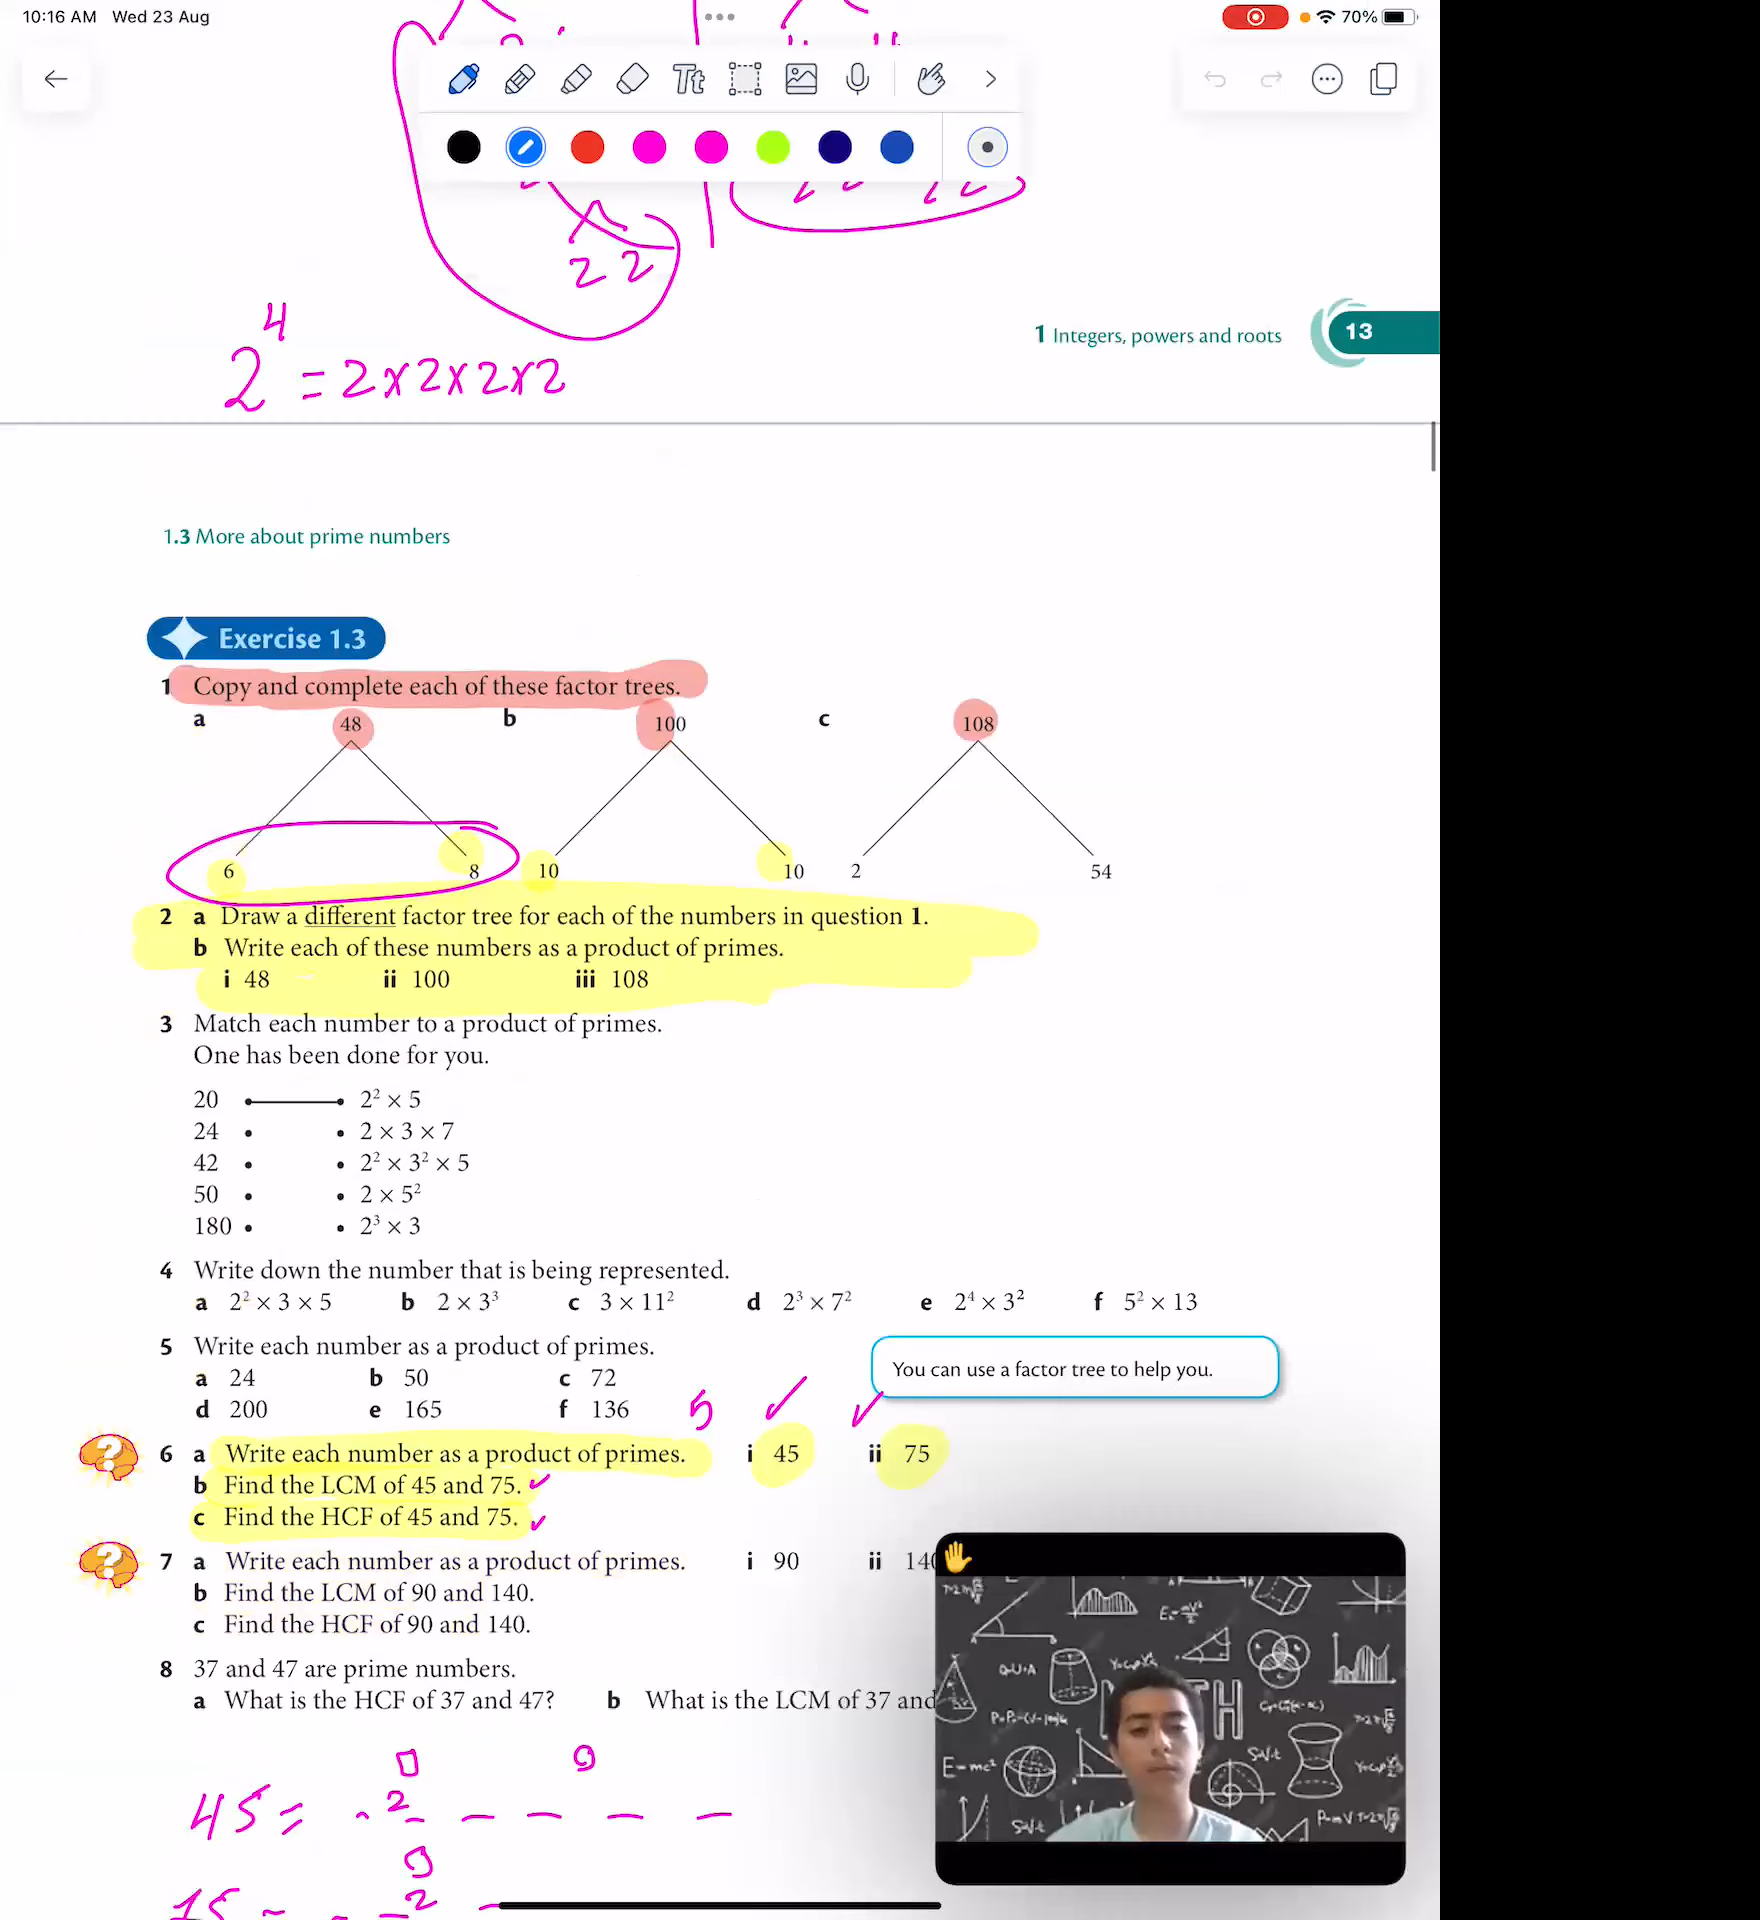 10:16 AM Wed 23 Aug
70%
Tt
2 2
2⁴ = 2×2×2×2
1 Integers, powers and roots
13
1.3 More about prime numbers
Exercise 1.3
1 Copy and complete each of these factor trees.
a 48 b 100 c 108
6 8 10 10 2 54
2 a Draw a different factor tree for each of the numbers in question 1.
b Write each of these numbers as a product of primes.
i 48 ii 100 iii 108
3 Match each number to a product of primes.
One has been done for you.
20 • • 2² × 5
24 • • 2 × 3 × 7
42 • • 2² × 3² × 5
50 • • 2 × 5²
180 • • 2³ × 3
4 Write down the number that is being represented.
a 2² × 3 × 5 b 2 × 3³ c 3 × 11² d 2³ × 7² e 2⁴ × 3² f 5² × 13
5 Write each number as a product of primes.
You can use a factor tree to help you.
a 24 b 50 c 72
d 200 e 165 f 136
5 ✓ ✓
6 a Write each number as a product of primes. i 45 ii 75
b Find the LCM of 45 and 75. ✓
c Find the HCF of 45 and 75. ✓
7 a Write each number as a product of primes. i 90 ii
b Find the LCM of 90 and 140.
c Find the HCF of 90 and 140.
8 37 and 47 are prime numbers.
a What is the HCF of 37 and 47? b What is the LCM of 37 and
45 =
E=mc²